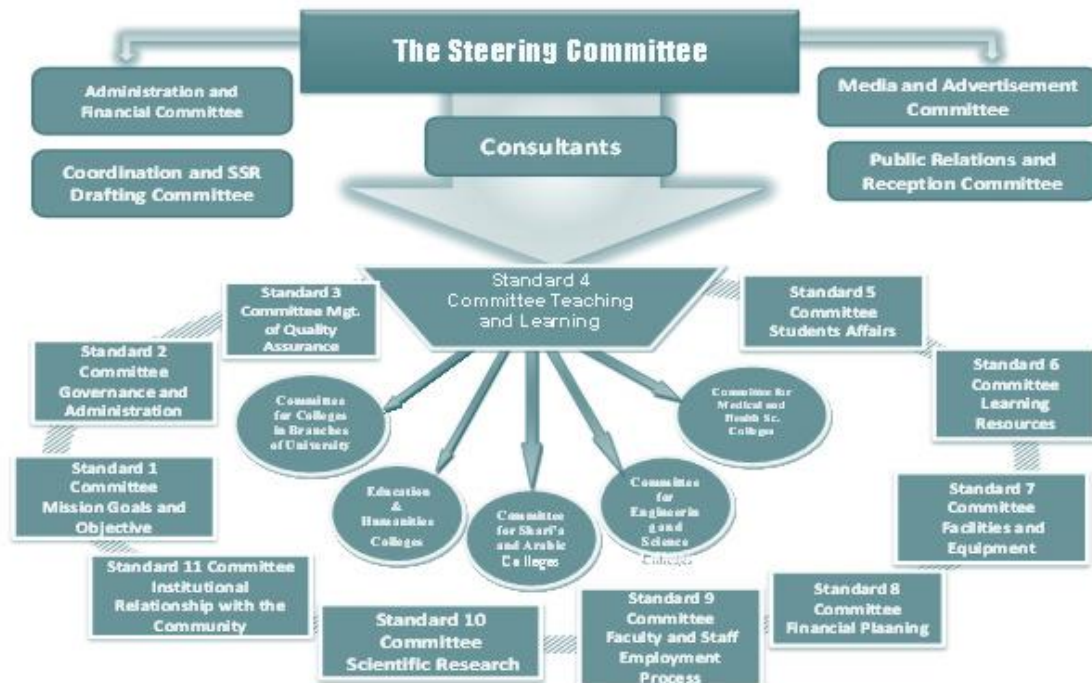 The Steering Committee
Administration and
Financial Committee
Media and Advertisement
Committee
Consultants
Coordination and SSR
Drafting Committee
Public Relations and
Reception Committee
Standard 4
Committee Teaching
and Learning
Standard 3
Committee Mgt.
of Quality
Assurance
Standard 5
Committee
Students Affairs
Standard 2
Committee
Governance and
Administration
Standard 6
Committee
Learning
Resources
Committee
for Colleges
in Branches
of University
Committee for
Medical and
Health Sc.
Colleges
Standard 1
Committee
Mission Goals and
Objective
Education
&
Humanities
Colleges
Committee
for Shari'a
and Arabic
Colleges
Committee
for
Engineerin
g and
Science
Colleges
Standard 7
Committee
Facilities and
Equipment
Standard 11 Committee
Institutional
Relationship with the
Community
Standard 10
Committee
Scientific Research
Standard 9
Committee
Faculty and Staff
Employment
Process
Standard 8
Committee
Financial Plaaning